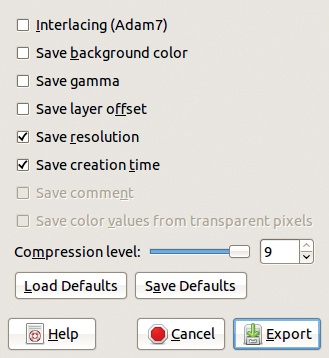 Interlacing (Adam7)
Save background color
Save gamma
Save layer offset
Save resolution
Save creation time
Save comment
Save color values from transparent pixels
Compression level: 9
Load Defaults Save Defaults
Help Cancel Export